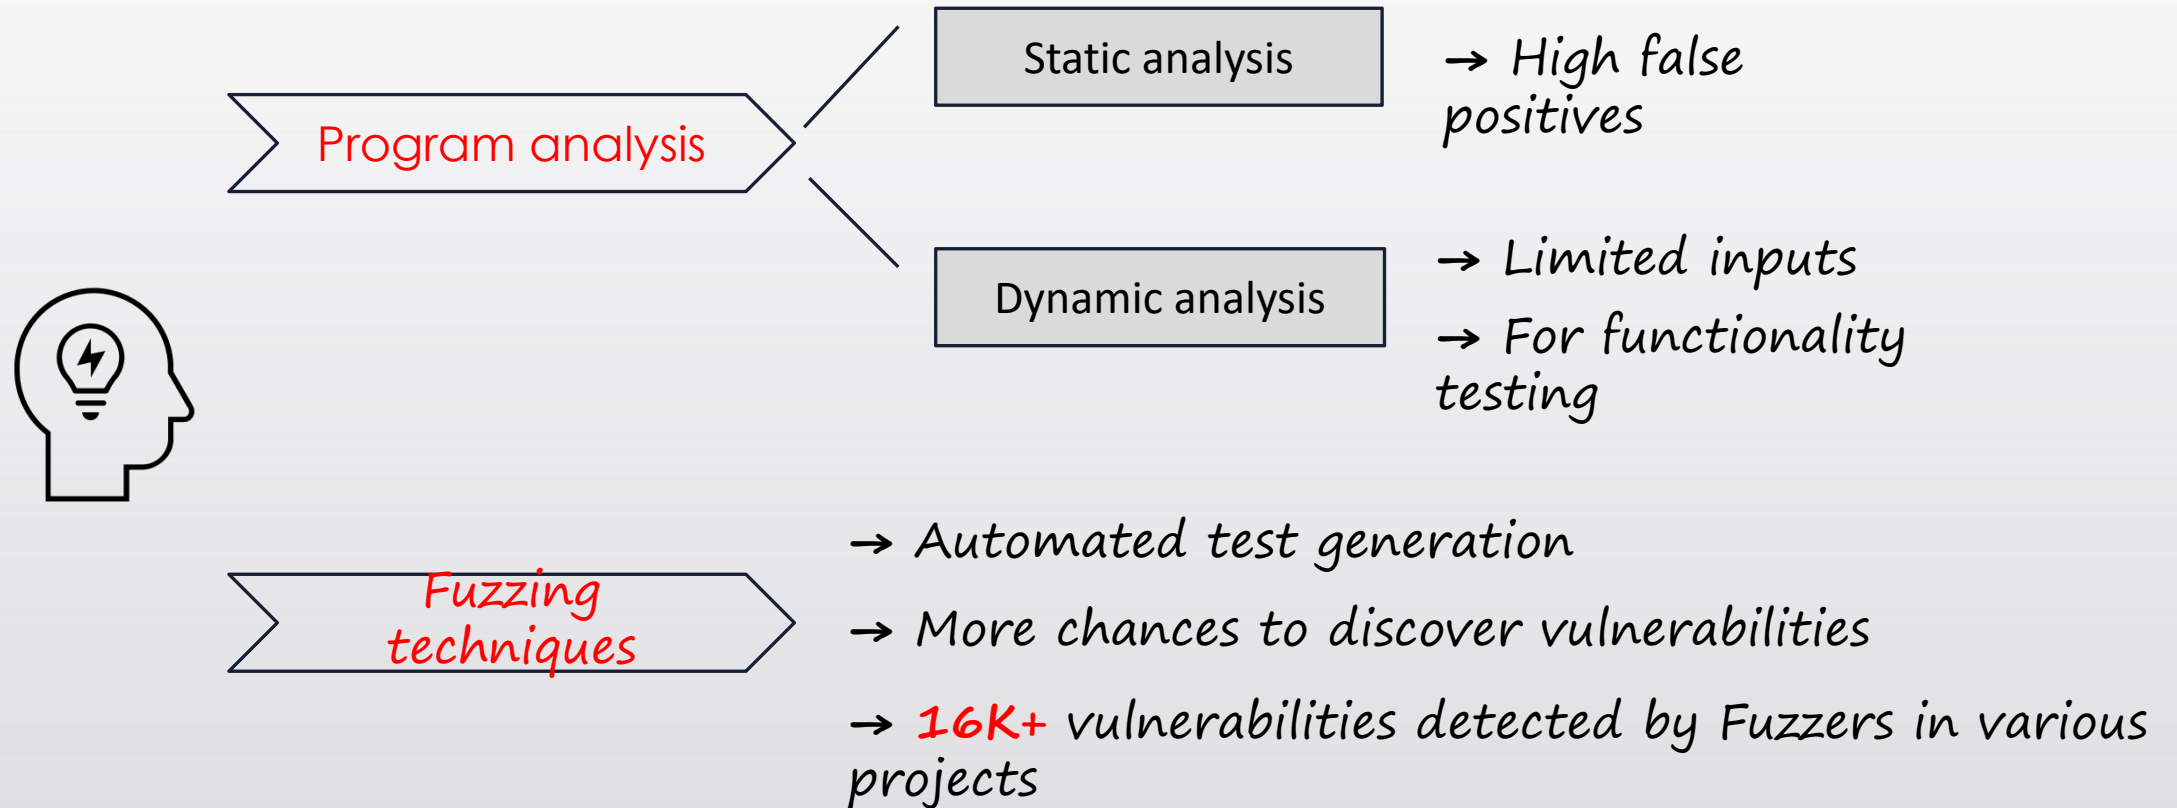 Program analysis
Static analysis
→ High false
positives
Dynamic analysis
→ Limited inputs
→ For functionality
testing
Fuzzing
techniques
→ Automated test generation
→ More chances to discover vulnerabilities
→ 16K+ vulnerabilities detected by Fuzzers in various
projects